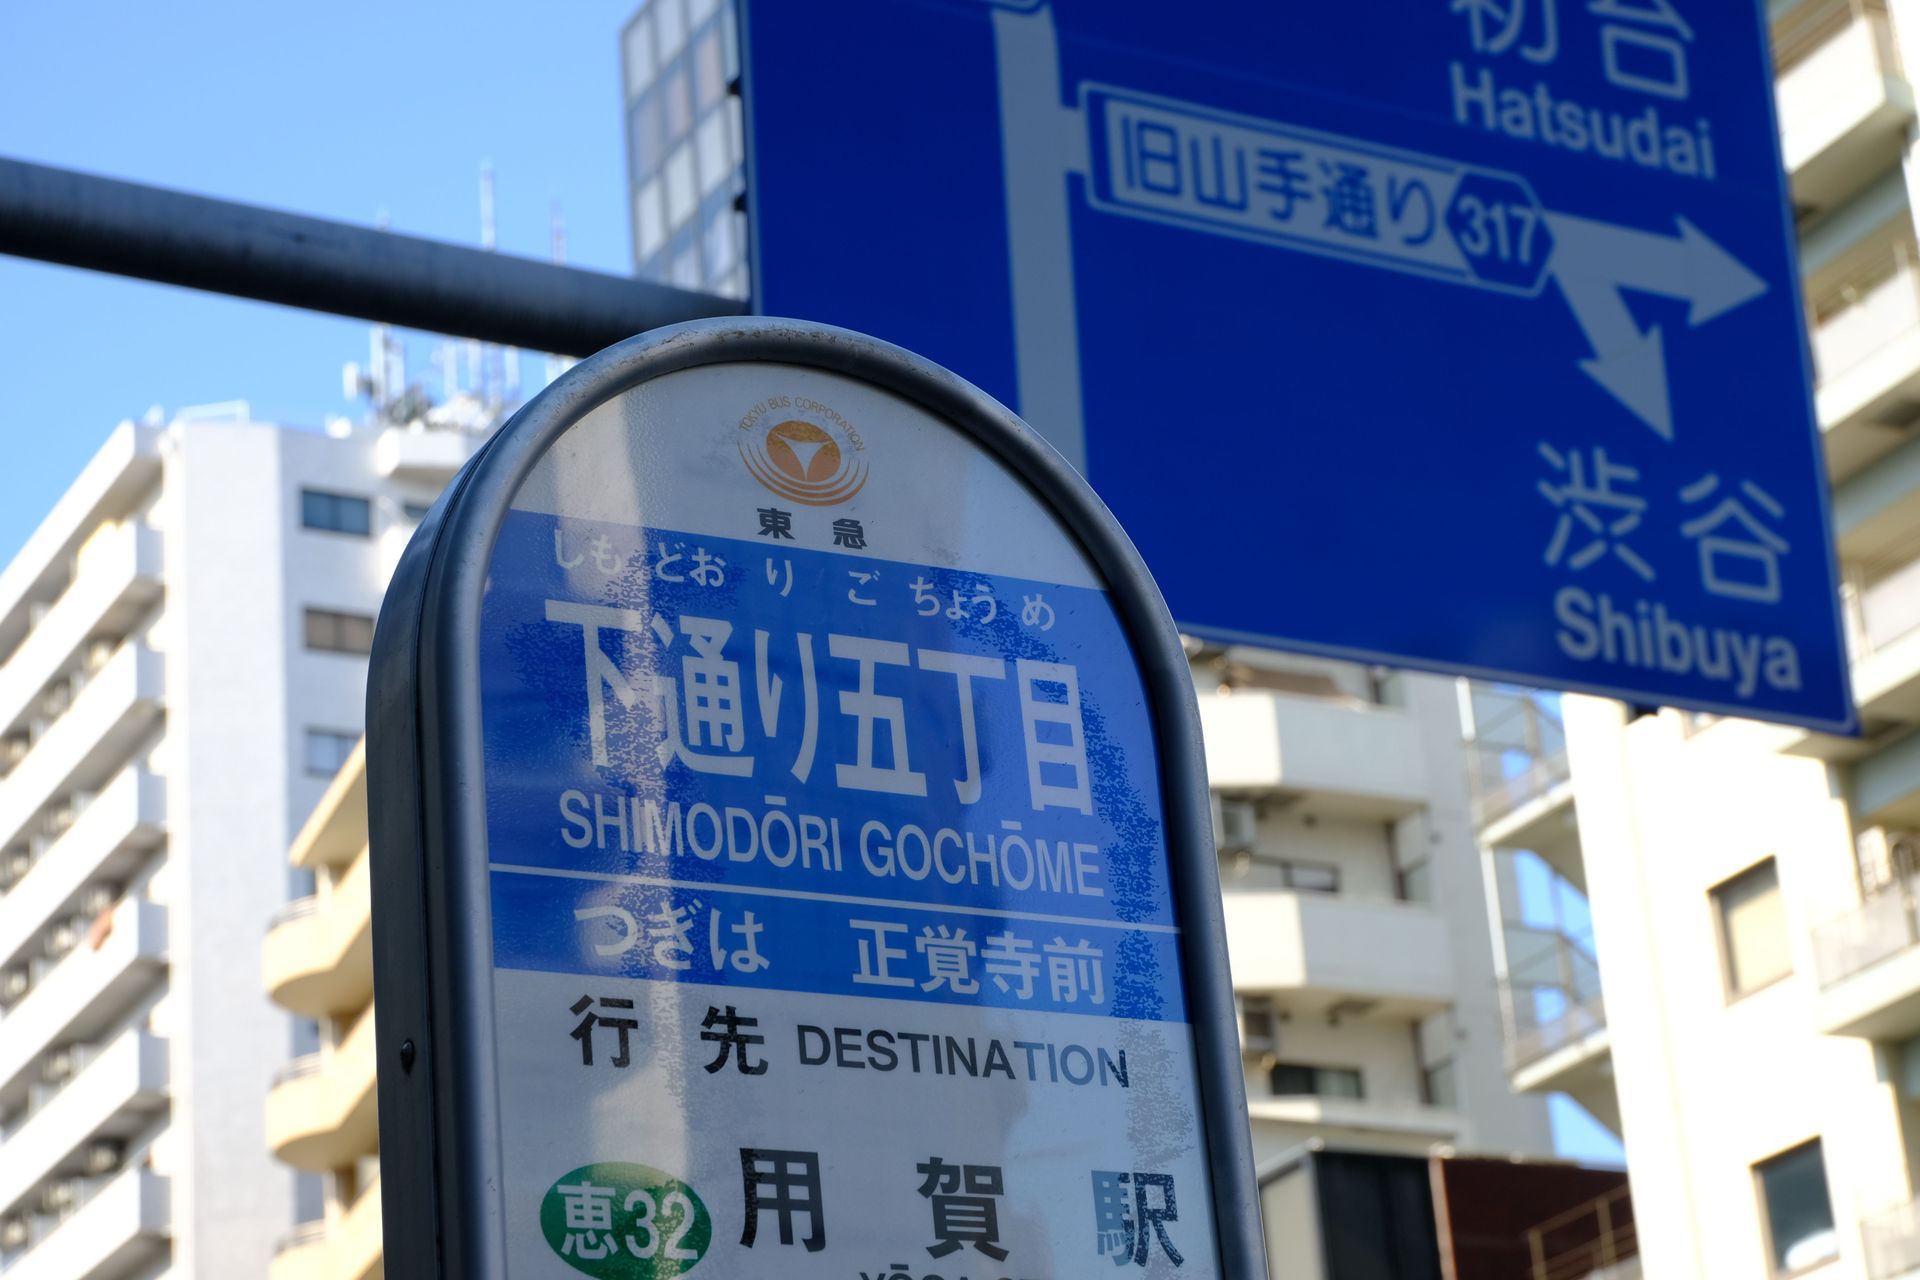 初台
Hatsudai
旧山手通り 317
渋谷
Shibuya
TOKYU BUS CORPORATION
東急
しもどおりごちょうめ
下通り五丁目
SHIMODŌRI GOCHŌME
つぎは 正覚寺前
行先 DESTINATION
恵32 用賀駅